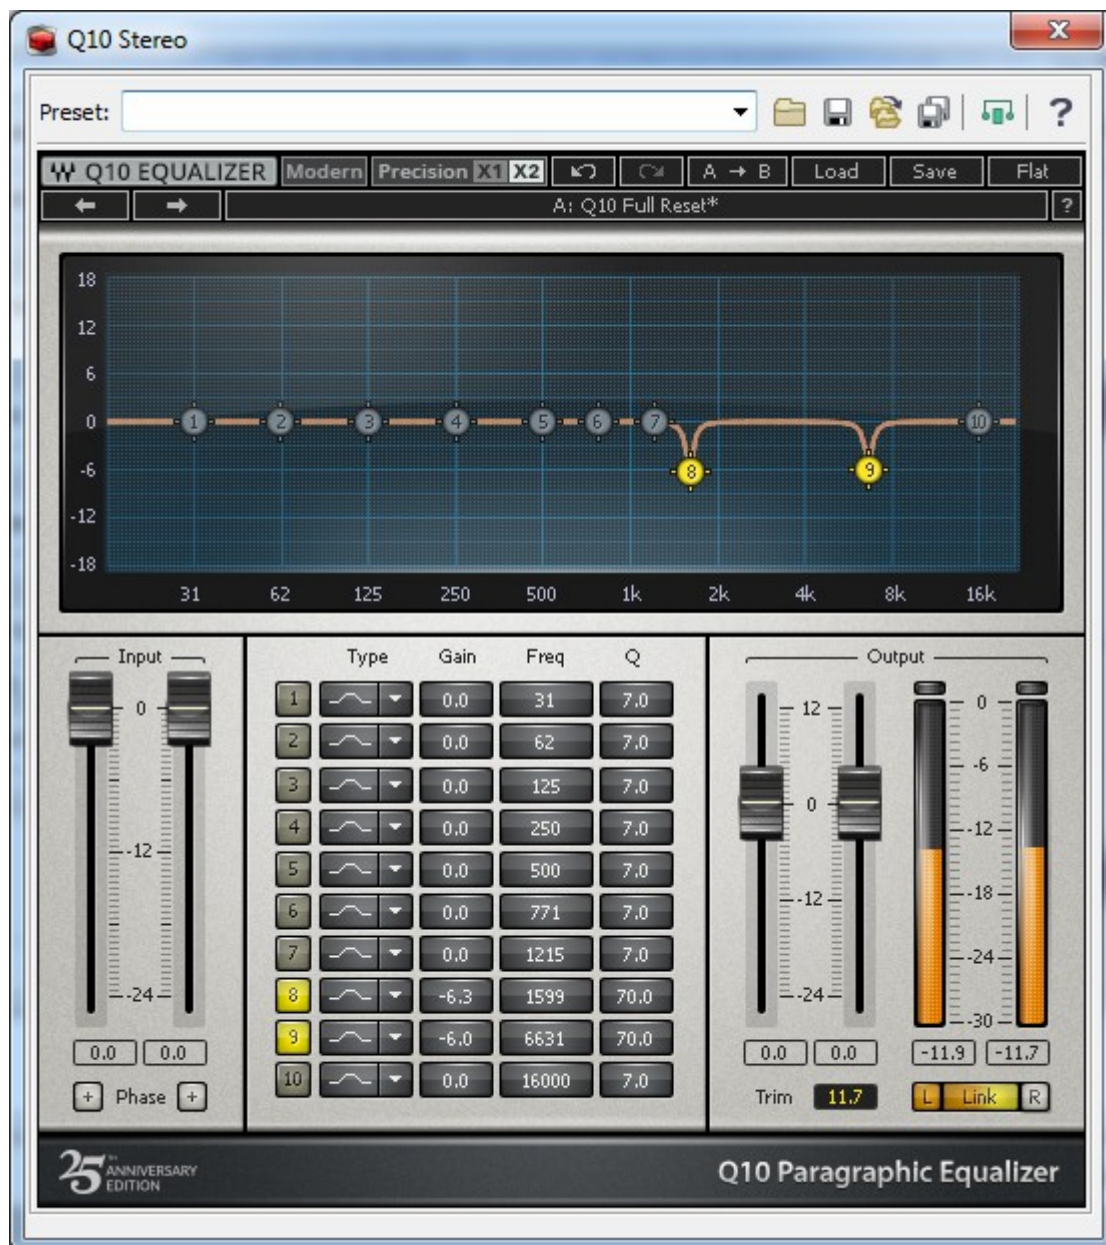 Q10 Stereo
Preset:
Q10 EQUALIZER Modern Precision X1 X2 A → B Load Save Flat
A: Q10 Full Reset* ?
18
12
6
0
-6
-12
-18
1 2 3 4 5 6 7 8 9 10
31 62 125 250 500 1k 2k 4k 8k 16k
Input
0
-12
-24
0.0 0.0
+ Phase +
Type Gain Freq Q
1 0.0 31 7.0
2 0.0 62 7.0
3 0.0 125 7.0
4 0.0 250 7.0
5 0.0 500 7.0
6 0.0 771 7.0
7 0.0 1215 7.0
8 -6.3 1599 70.0
9 -6.0 6631 70.0
10 0.0 16000 7.0
Output
12
0
-12
-24
0
-6
-12
-18
-24
-30
0.0 0.0 -11.9 -11.7
Trim 11.7 L Link R
25TH ANNIVERSARY
EDITION
Q10 Paragraphic Equalizer